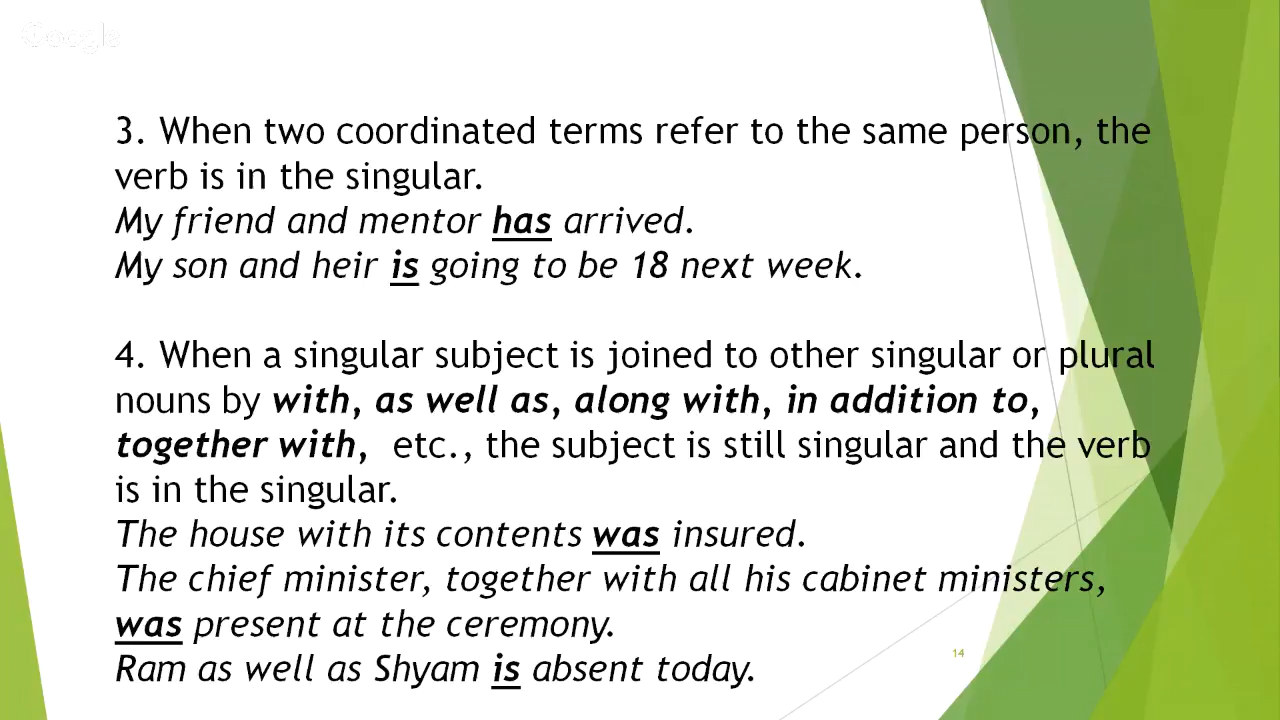 Google
3. When two coordinated terms refer to the same person, the
verb is in the singular.
My friend and mentor has arrived.
My son and heir is going to be 18 next week.
4. When a singular subject is joined to other singular or plural
nouns by with, as well as, along with, in addition to,
together with, etc., the subject is still singular and the verb
is in the singular.
The house with its contents was insured.
The chief minister, together with all his cabinet ministers,
was present at the ceremony.
Ram as well as Shyam is absent today.
14